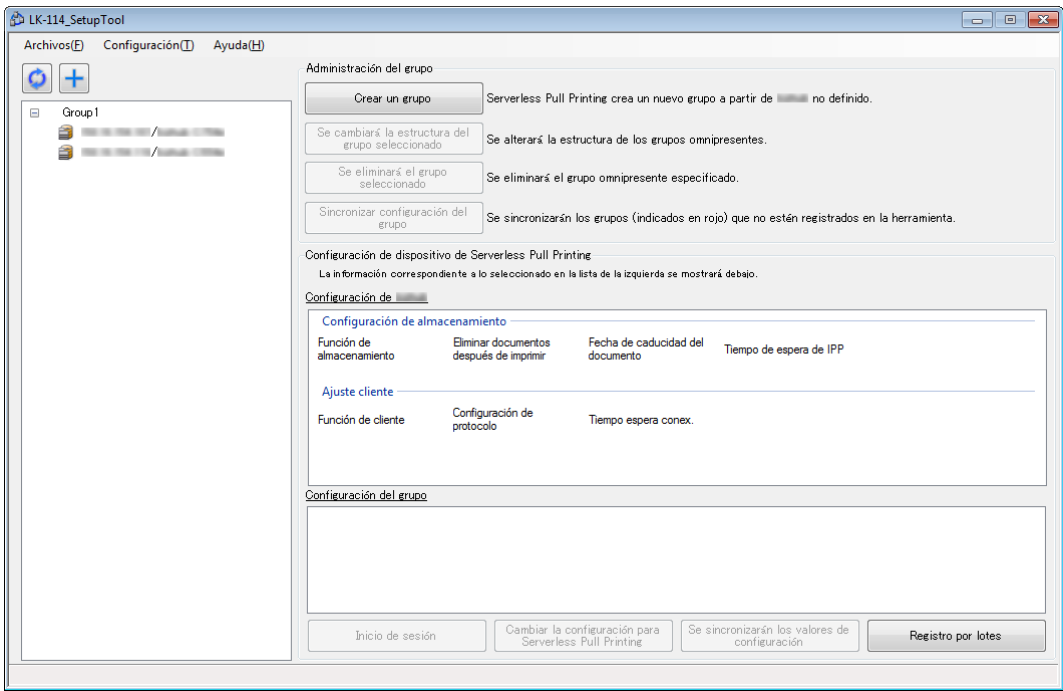 LK-114_SetupTool
Archivos(F) Configuración(T) Ayuda(H)
Group1
/
/
Administración del grupo
Crear un grupo
Serverless Pull Printing crea un nuevo grupo a partir de no definido.
Se cambiará la estructura del
grupo seleccionado
Se alterará la estructura de los grupos omnipresentes.
Se eliminará el grupo
seleccionado
Se eliminará el grupo omnipresente especificado.
Sincronizar configuración del
grupo
Se sincronizarán los grupos (indicados en rojo) que no estén registrados en la herramienta.
Configuración de dispositivo de Serverless Pull Printing
La información correspondiente a lo seleccionado en la lista de la izquierda se mostrará debajo.
Configuración de
Configuración de almacenamiento
Función de
almacenamiento
Eliminar documentos
después de imprimir
Fecha de caducidad del
documento
Tiempo de espera de IPP
Ajuste cliente
Función de cliente
Configuración de
protocolo
Tiempo espera conex.
Configuración del grupo
Inicio de sesión
Cambiar la configuración para
Serverless Pull Printing
Se sincronizarán los valores de
configuración
Registro por lotes